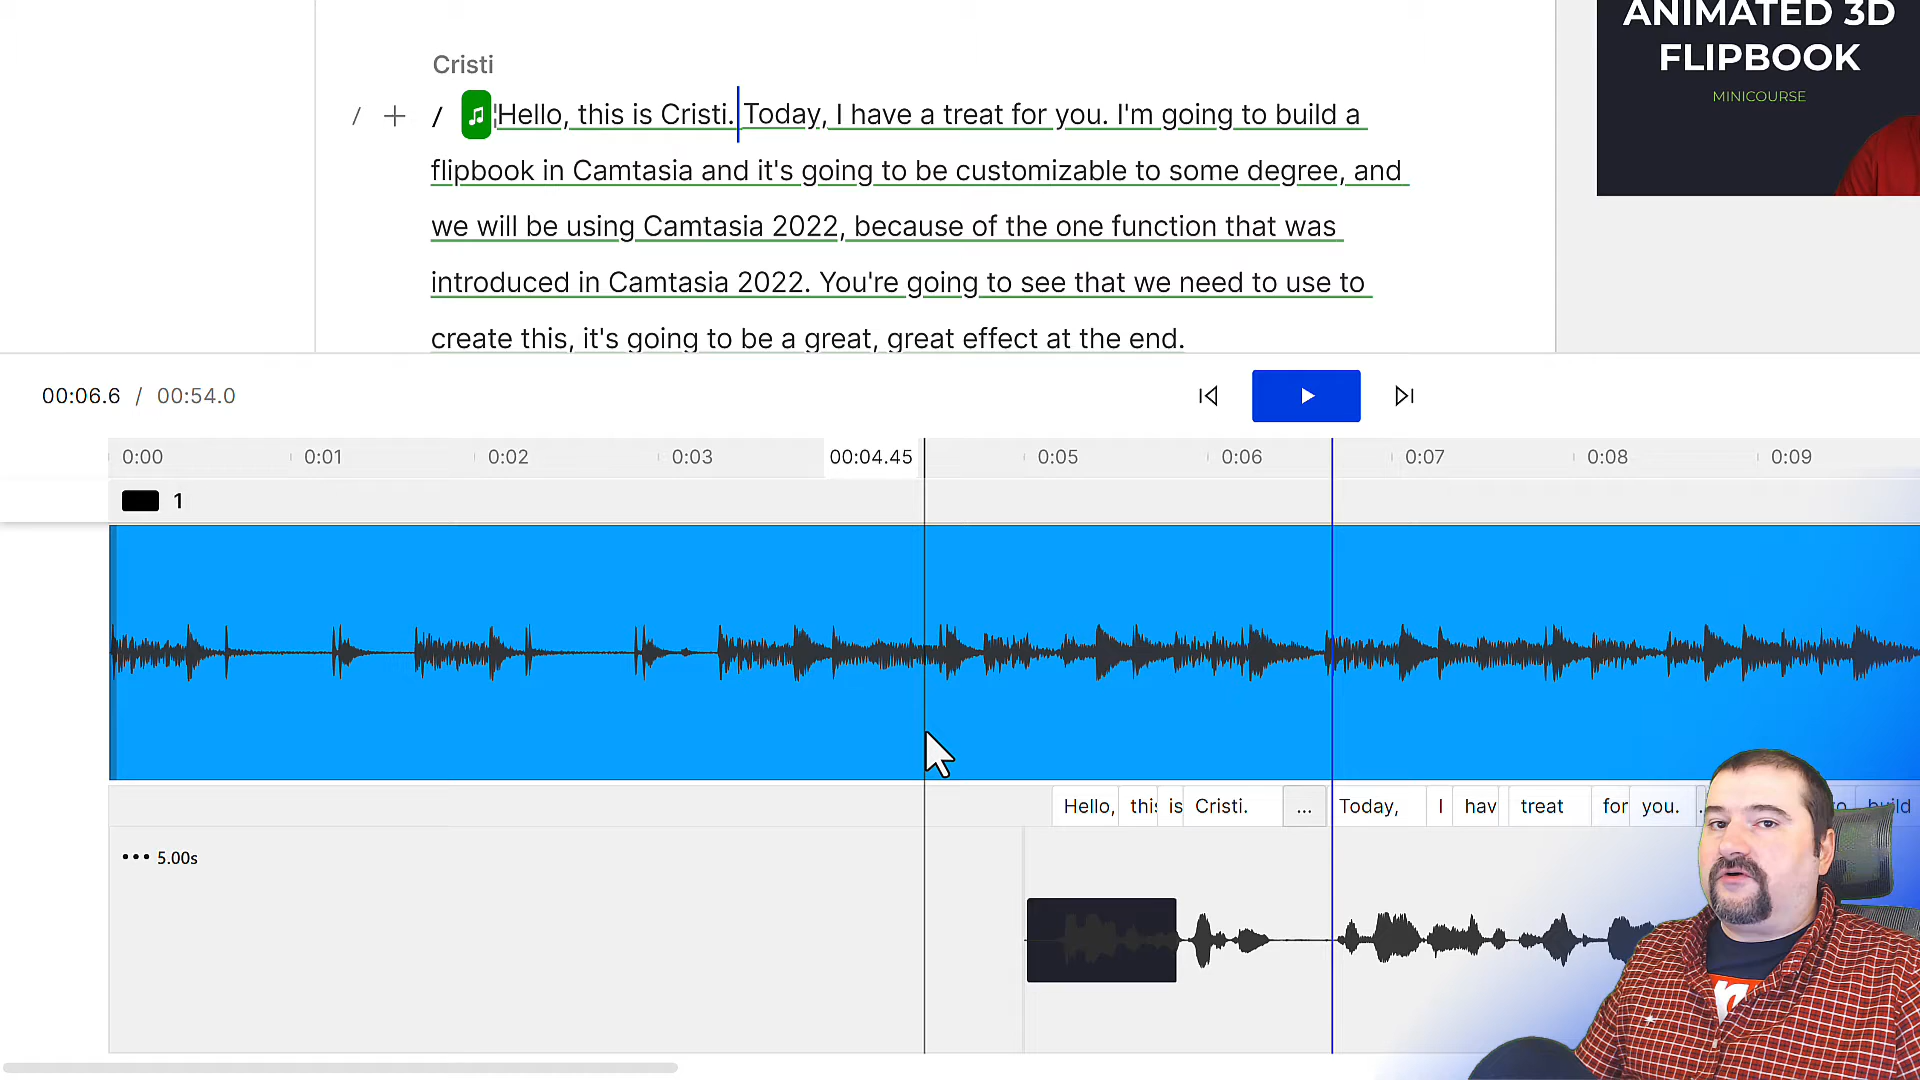 ANIMATED 3D
FLIPBOOK
MINICOURSE
Cristi
/ + / Hello, this is Cristi. Today, I have a treat for you. I'm going to build a
flipbook in Camtasia and it's going to be customizable to some degree, and
we will be using Camtasia 2022, because of the one function that was
introduced in Camtasia 2022. You're going to see that we need to use to
create this, it's going to be a great, great effect at the end.
00:06.6 / 00:54.0
0:00 0:01 0:02 0:03 00:04.45 0:05 0:06 0:07 0:08 0:09
1
Hello, this is Cristi. ... Today, I hav treat for you. build
••• 5.00s